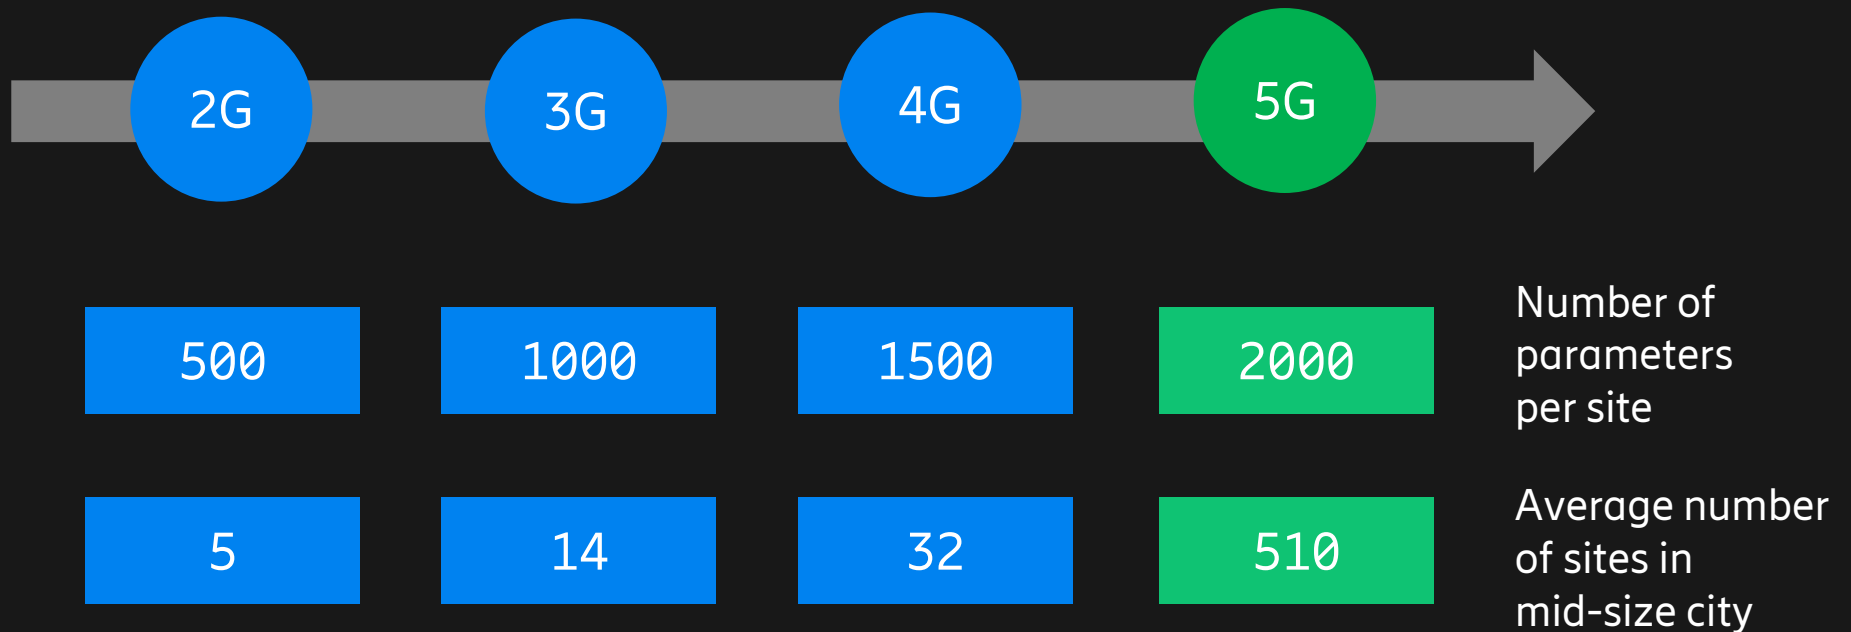 2G 3G 4G 5G
500 1000 1500 2000
Number of
parameters
per site
5 14 32 510
Average number
of sites in
mid-size city